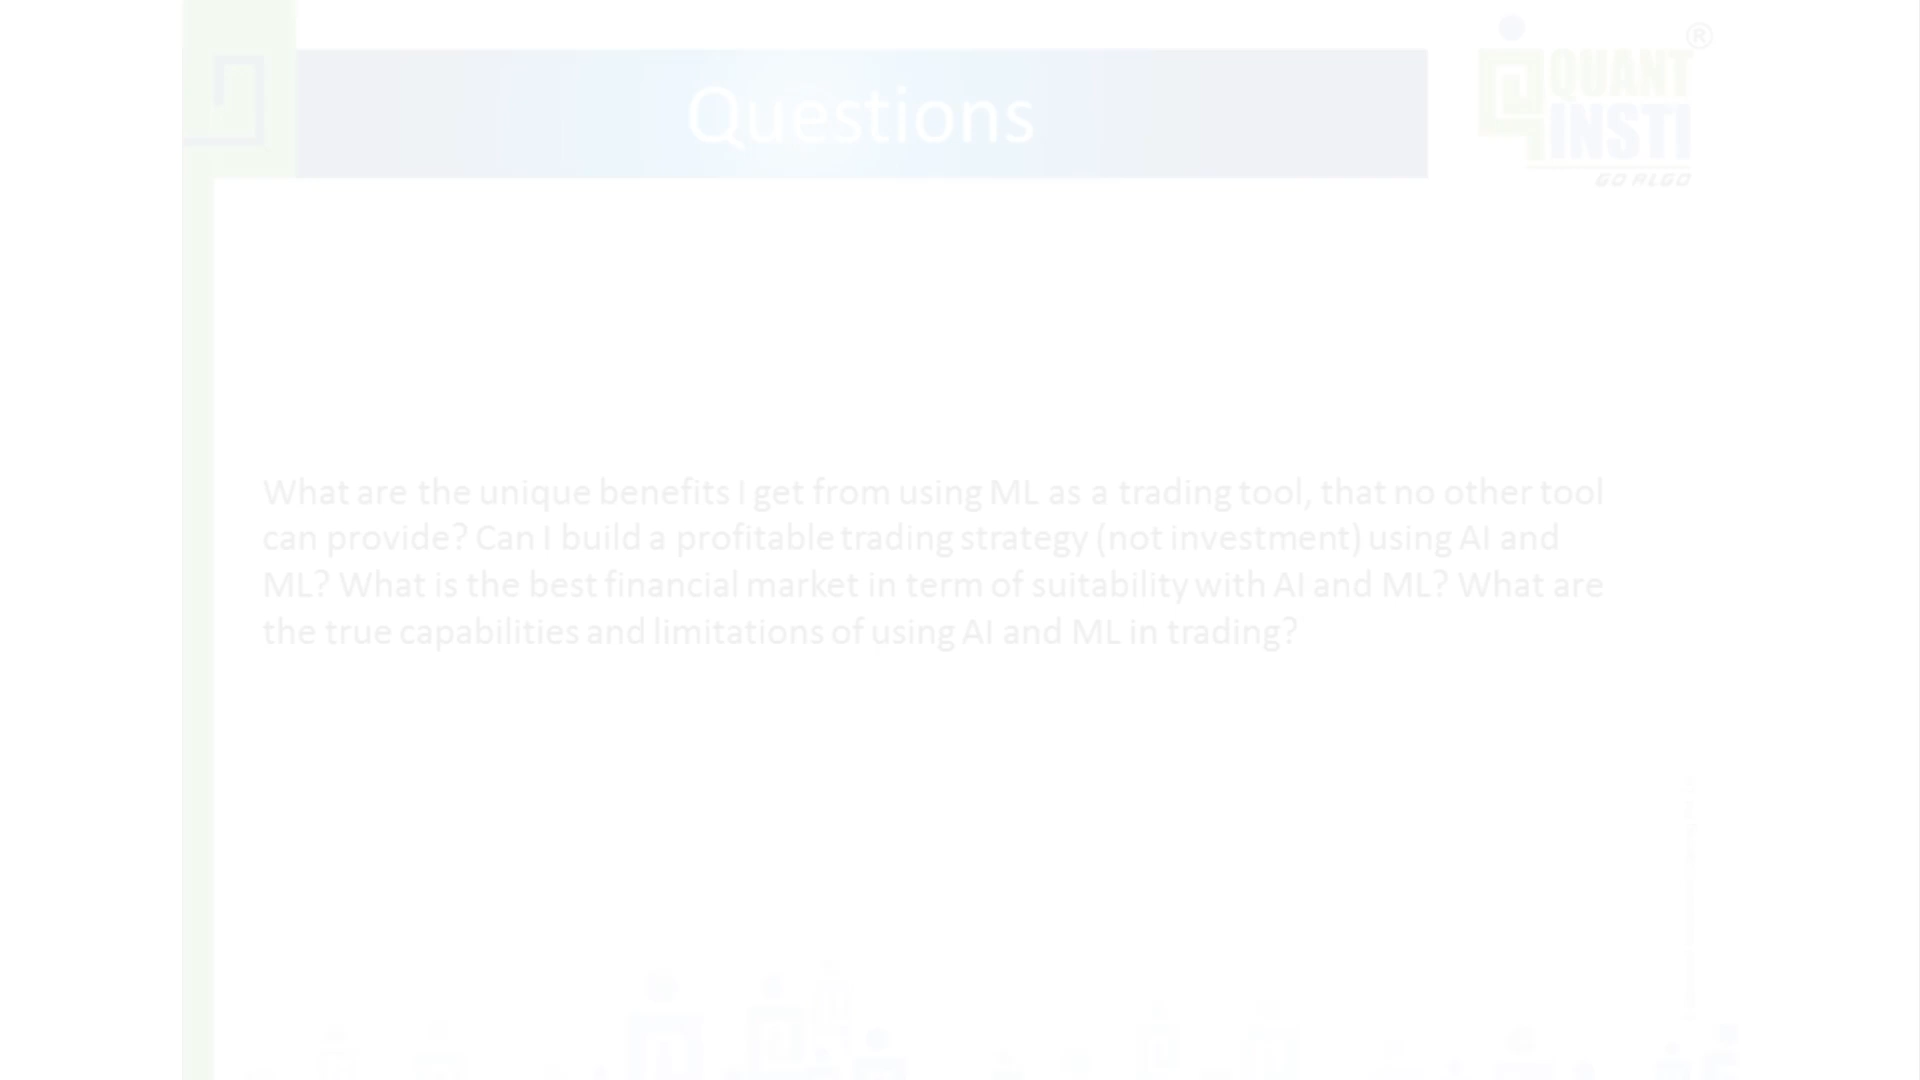 Questions
®
QUANT
INSTI
GO ALGO
What are the unique benefits I get from using ML as a trading tool, that no other tool
can provide? Can I build a profitable trading strategy (not investment) using AI and
ML? What is the best financial market in term of suitability with AI and ML? What are
the true capabilities and limitations of using AI and ML in trading?